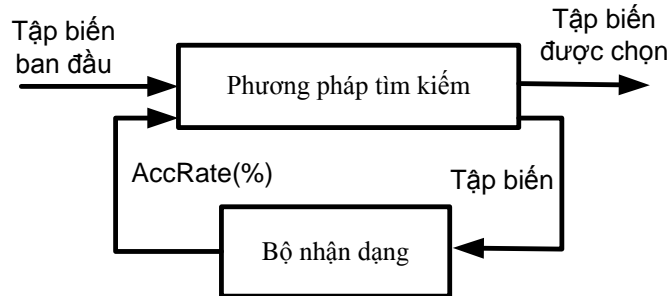 Tập biến
ban đầu
Phương pháp tìm kiếm
Tập biến
được chọn
AccRate(%)
Tập biến
Bộ nhận dạng